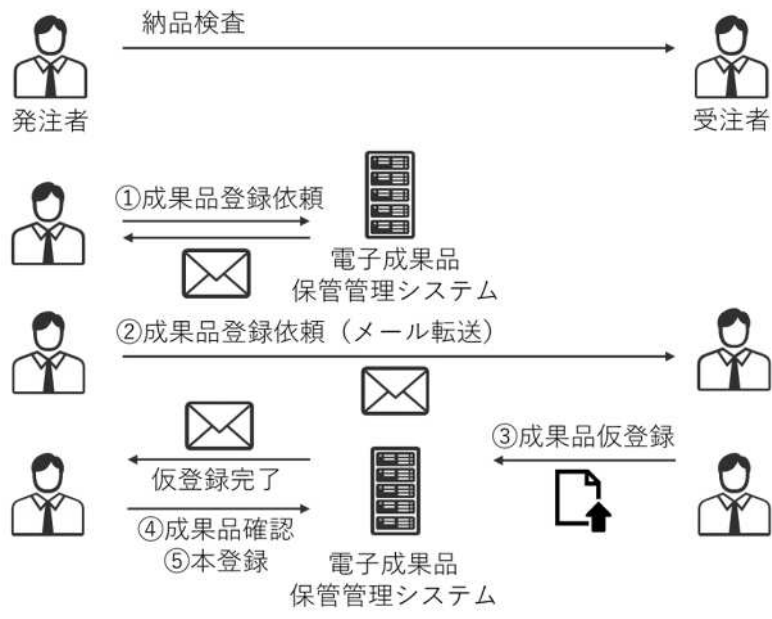 納品検査
発注者
受注者
①成果品登録依頼
電子成果品
保管管理システム
②成果品登録依頼（メール転送）
③成果品仮登録
仮登録完了
④成果品確認
⑤本登録
電子成果品
保管管理システム